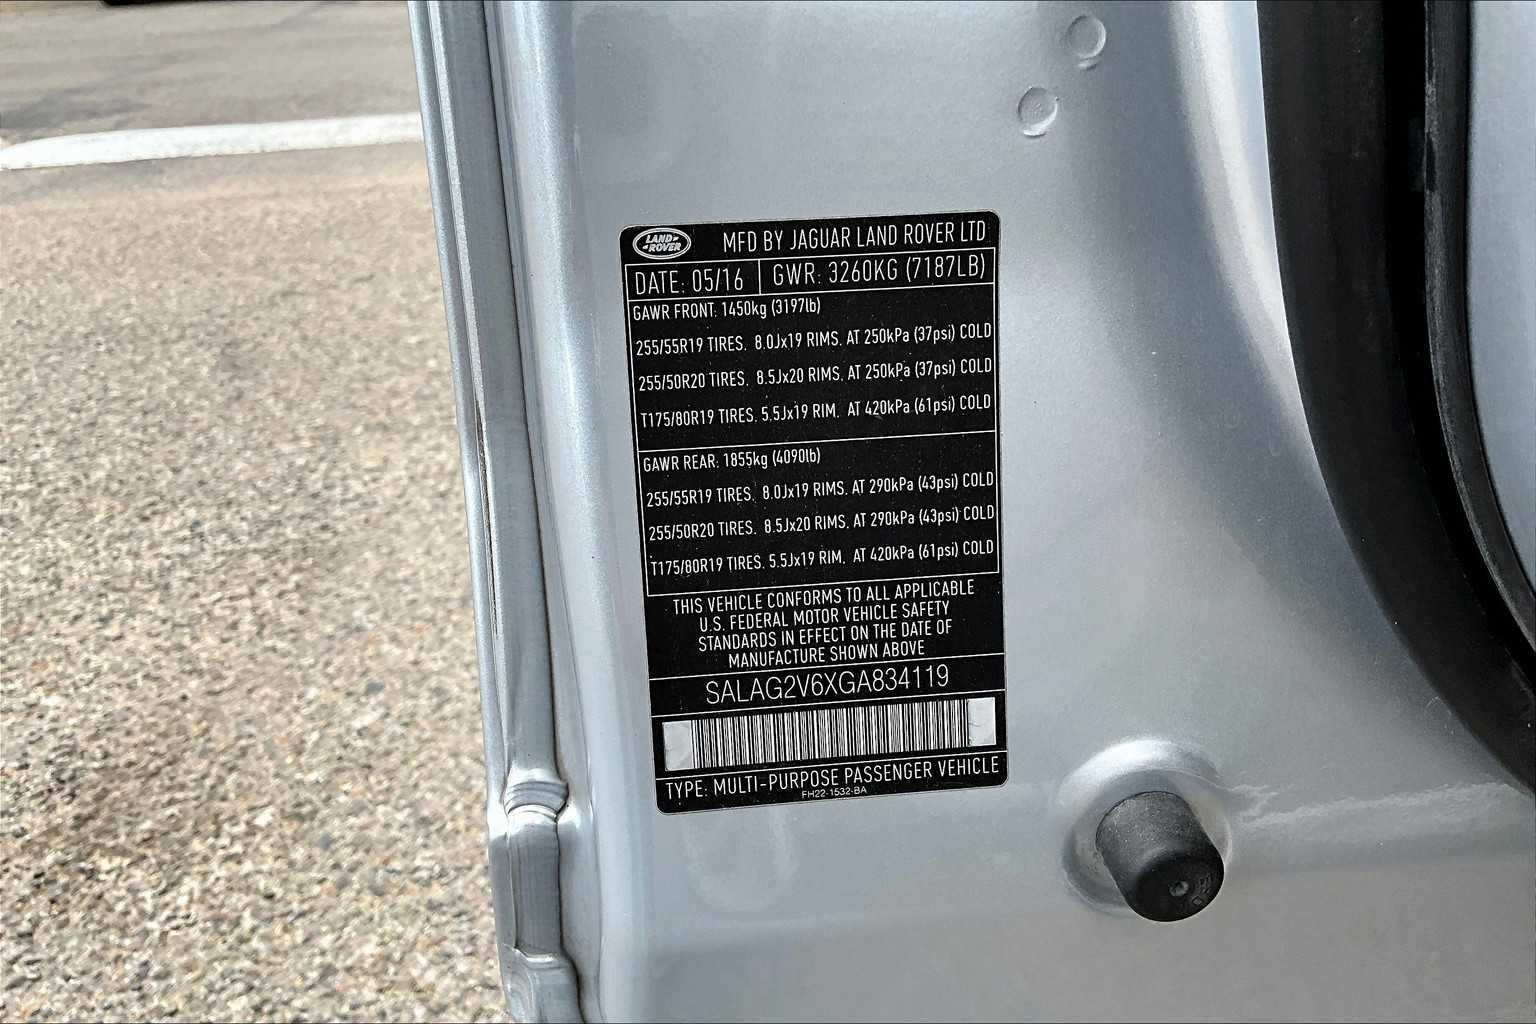 LAND ROVER
MFD BY JAGUAR LAND ROVER LTD
DATE: 05/16 GWR: 3260KG (7187LB)
GAWR FRONT: 1450kg (3197lb)
255/55R19 TIRES. 8.0Jx19 RIMS. AT 250kPa (37psi) COLD
255/50R20 TIRES. 8.5Jx20 RIMS. AT 250kPa (37psi) COLD
T175/80R19 TIRES. 5.5Jx19 RIM. AT 420kPa (61psi) COLD
GAWR REAR: 1855kg (4090lb)
255/55R19 TIRES. 8.0Jx19 RIMS. AT 290kPa (43psi) COLD
255/50R20 TIRES. 8.5Jx20 RIMS. AT 290kPa (43psi) COLD
T175/80R19 TIRES. 5.5Jx19 RIM. AT 420kPa (61psi) COLD
THIS VEHICLE CONFORMS TO ALL APPLICABLE
U.S. FEDERAL MOTOR VEHICLE SAFETY
STANDARDS IN EFFECT ON THE DATE OF
MANUFACTURE SHOWN ABOVE
SALAG2V6XGA834119
TYPE: MULTI-PURPOSE PASSENGER VEHICLE
FH22-1532-BA